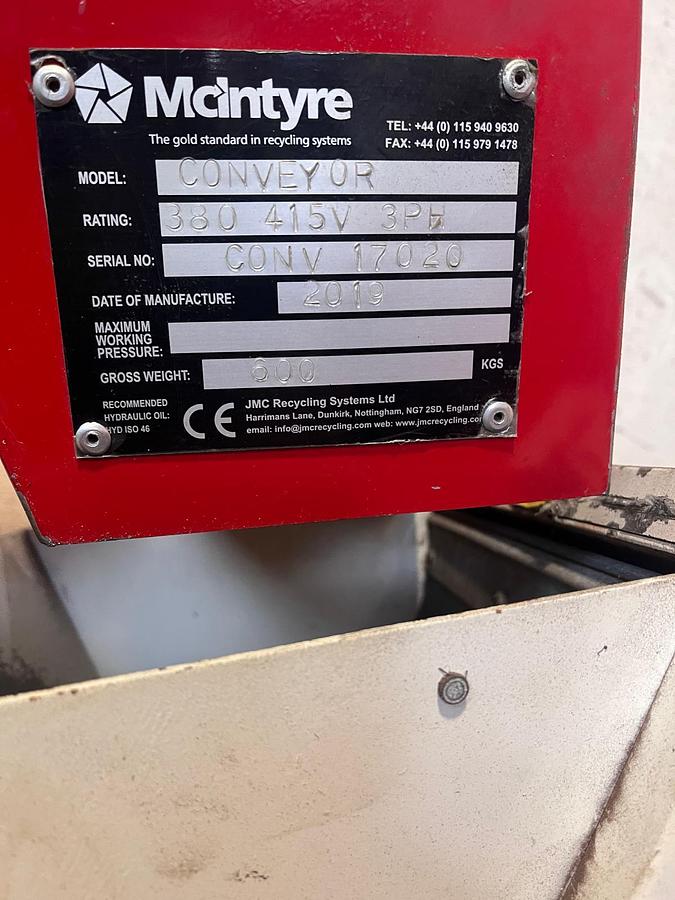 McIntyre
The gold standard in recycling systems
TEL: +44 (0) 115 940 9630
FAX: +44 (0) 115 979 1478
MODEL: CONVEYOR
RATING: 380 415V 3PH
SERIAL NO: CONV 17020
DATE OF MANUFACTURE: 2019
MAXIMUM
WORKING
PRESSURE:
GROSS WEIGHT: 600 KGS
RECOMMENDED
HYDRAULIC OIL:
HYD ISO 46
CE
JMC Recycling Systems Ltd
Harrimans Lane, Dunkirk, Nottingham, NG7 2SD, England
email: info@jmcrecycling.com web: www.jmcrecycling.com